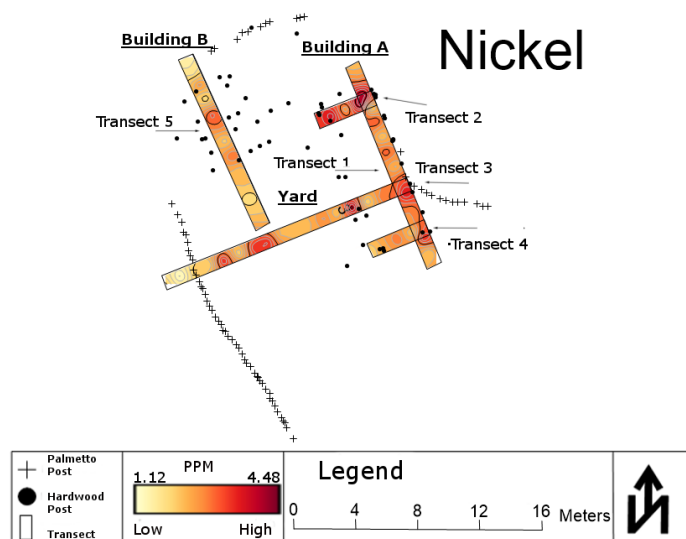 Nickel
Building B
Building A
Transect 5
Transect 2
Transect 1
Transect 3
Yard
Transect 4
Palmetto
Post
Hardwood
Post
Transect
PPM
1.12 4.48
Low High
Legend
0 4 8 12 16 Meters
N